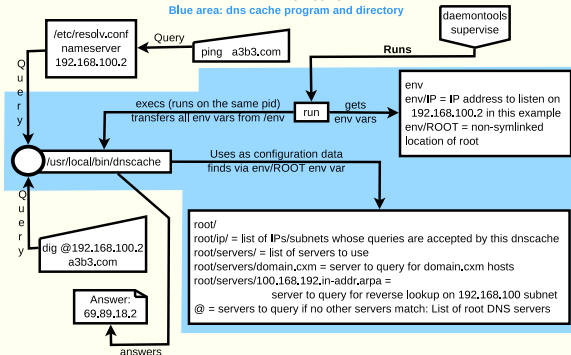 Blue area: dns cache program and directory
/etc/resolv.conf
nameserver
192.168.100.2
Query
ping a3b3.com
daemontools
supervise
Runs
Query
execs (runs on the same pid)
transfers all env vars from /env
run
gets
env vars
env
env/IP = IP address to listen on
192.168.100.2 in this example
env/ROOT = non-symlinked
location of root
/usr/local/bin/dnscache
Uses as configuration data
finds via env/ROOT env var
Query
dig @192.168.100.2
a3b3.com
root/
root/ip/ = list of IPs/subnets whose queries are accepted by this dnscache
root/servers/ = list of servers to use
root/servers/domain.cxm = server to query for domain.cxm hosts
root/servers/100.168.192.in-addr.arpa =
server to query for reverse lookup on 192.168.100 subnet
@ = servers to query if no other servers match: List of root DNS servers
Answer:
69.89.18.2
answers